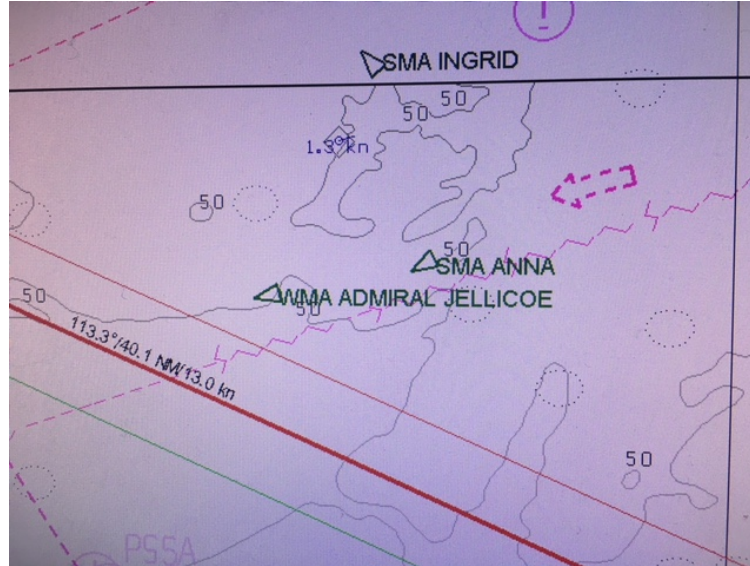 !
SMA INGRID
50
50
1.3°kn
50
50
SMA ANNA
50
WMA ADMIRAL JELLICOE
50
113.3°/40.1 NM/13.0 kn
50
PSSA